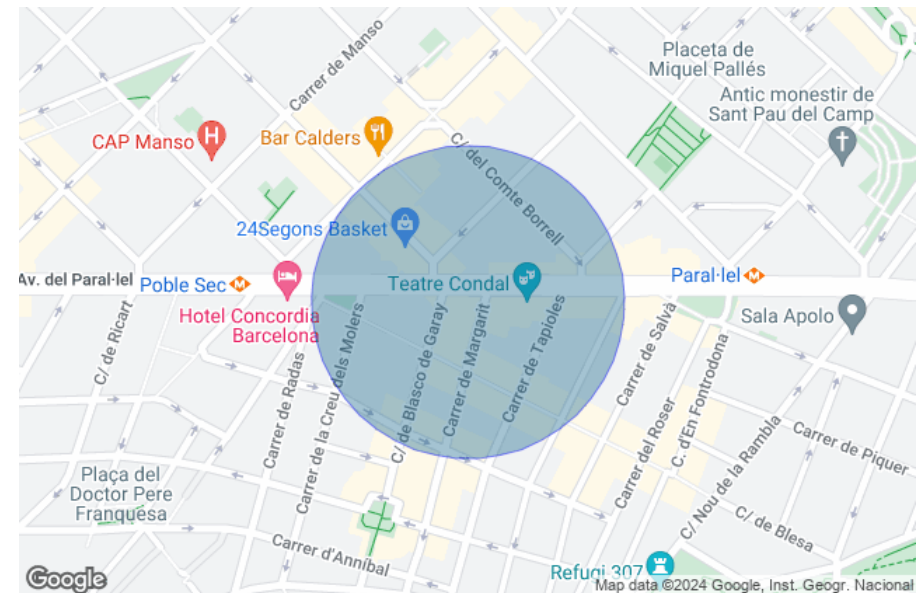 Placeta de
Miquel Pallés
Carrer de Manso
Antic monestir de
Sant Pau del Camp
CAP Manso
H
Bar Calders
C/ del Comte Borrell
24Segons Basket
Av. del Paral·lel
Poble Sec
M
Teatre Condal
Paral·lel
M
Hotel Concordia
Barcelona
Sala Apolo
C/ de Ricart
Carrer de Radas
Carrer de la Creu dels Molers
C/ de Blasco de Garay
Carrer de Margarit
Carrer de Tapioles
Carrer de Salvà
Carrer del Roser
C. d'En Fontrodona
C/ Nou de la Rambla
Carrer de Piquer
Plaça del
Doctor Pere
Franquesa
C/ de Blesa
Carrer d'Anníbal
Refugi 307
Google
Map data ©2024 Google, Inst. Geogr. Nacional